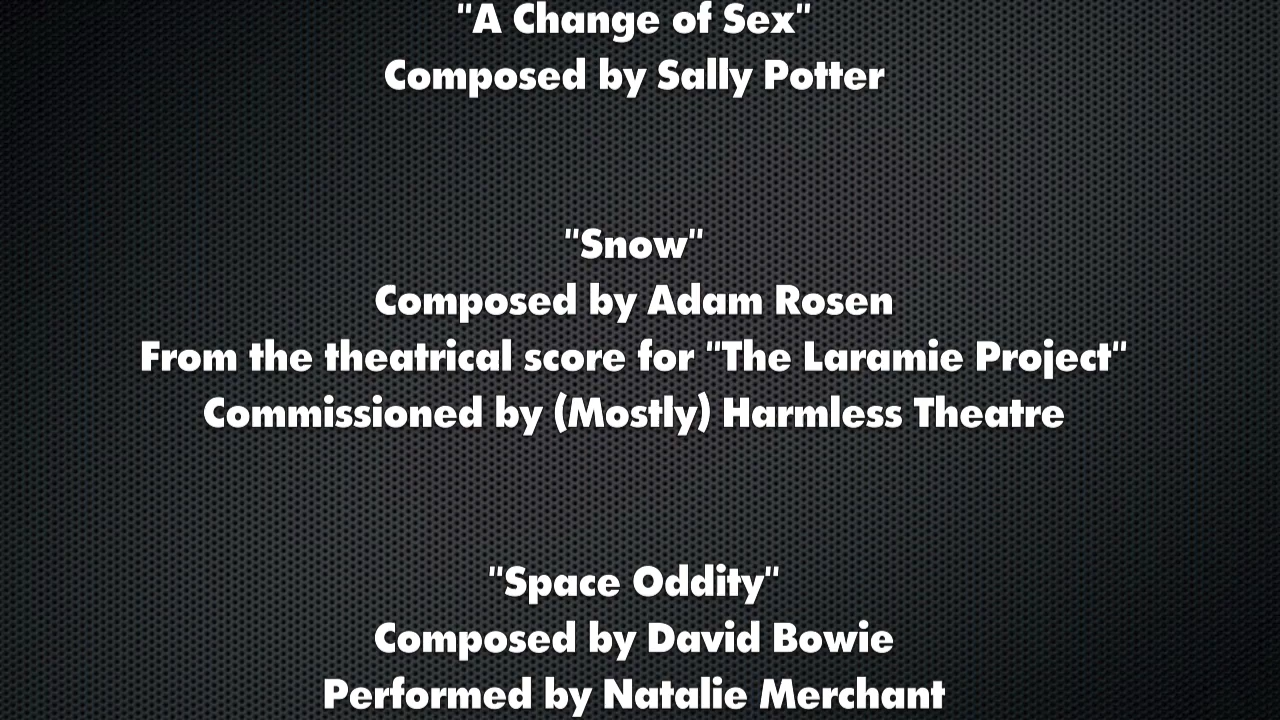 "A Change of Sex"
Composed by Sally Potter
"Snow"
Composed by Adam Rosen
From the theatrical score for "The Laramie Project"
Commissioned by (Mostly) Harmless Theatre
"Space Oddity"
Composed by David Bowie
Performed by Natalie Merchant